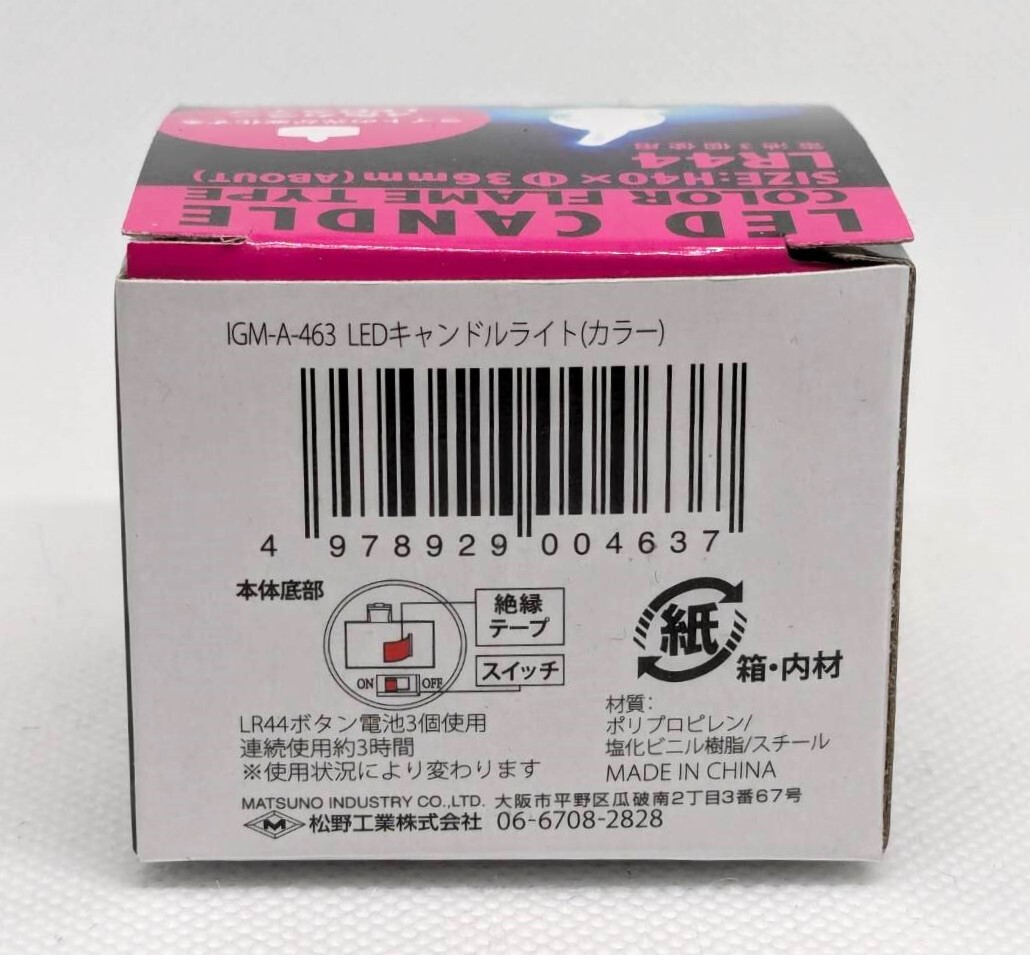 LED CANDLE
COLOR FLAME TYPE
SIZE:H40×Φ36mm(ABOUT)
LR44
電池3個使用
IGM-A-463 LEDキャンドルライト(カラー)
4 978929 004637
本体底部
絶縁
テープ
スイッチ
ON OFF
紙
箱・内材
LR44ボタン電池3個使用
連続使用約3時間
※使用状況により変わります
材質:
ポリプロピレン/
塩化ビニル樹脂/スチール
MADE IN CHINA
MATSUNO INDUSTRY CO.,LTD. 大阪市平野区瓜破南2丁目3番67号
M 松野工業株式会社 06-6708-2828